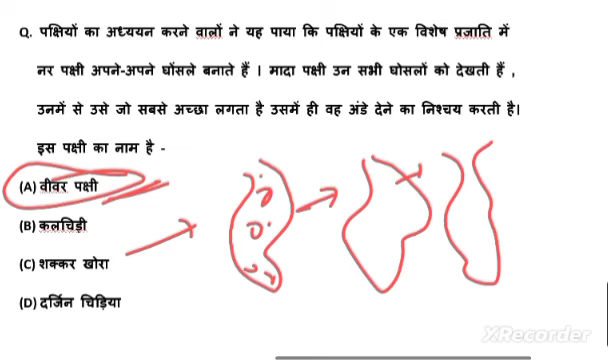 Q. पक्षियों का अध्ययन करने वालों ने यह पाया कि पक्षियों के एक विशेष प्रजाति में
नर पक्षी अपने-अपने घोंसले बनाते हैं । मादा पक्षी उन सभी घोसलों को देखती हैं ,
उनमें से उसे जो सबसे अच्छा लगता है उसमें ही वह अंडे देने का निश्चय करती है।
इस पक्षी का नाम है -
(A) वीवर पक्षी
(B) कलचिड़ी
(C) शक्कर खोरा
(D) दर्जिन चिड़िया
XRecorder